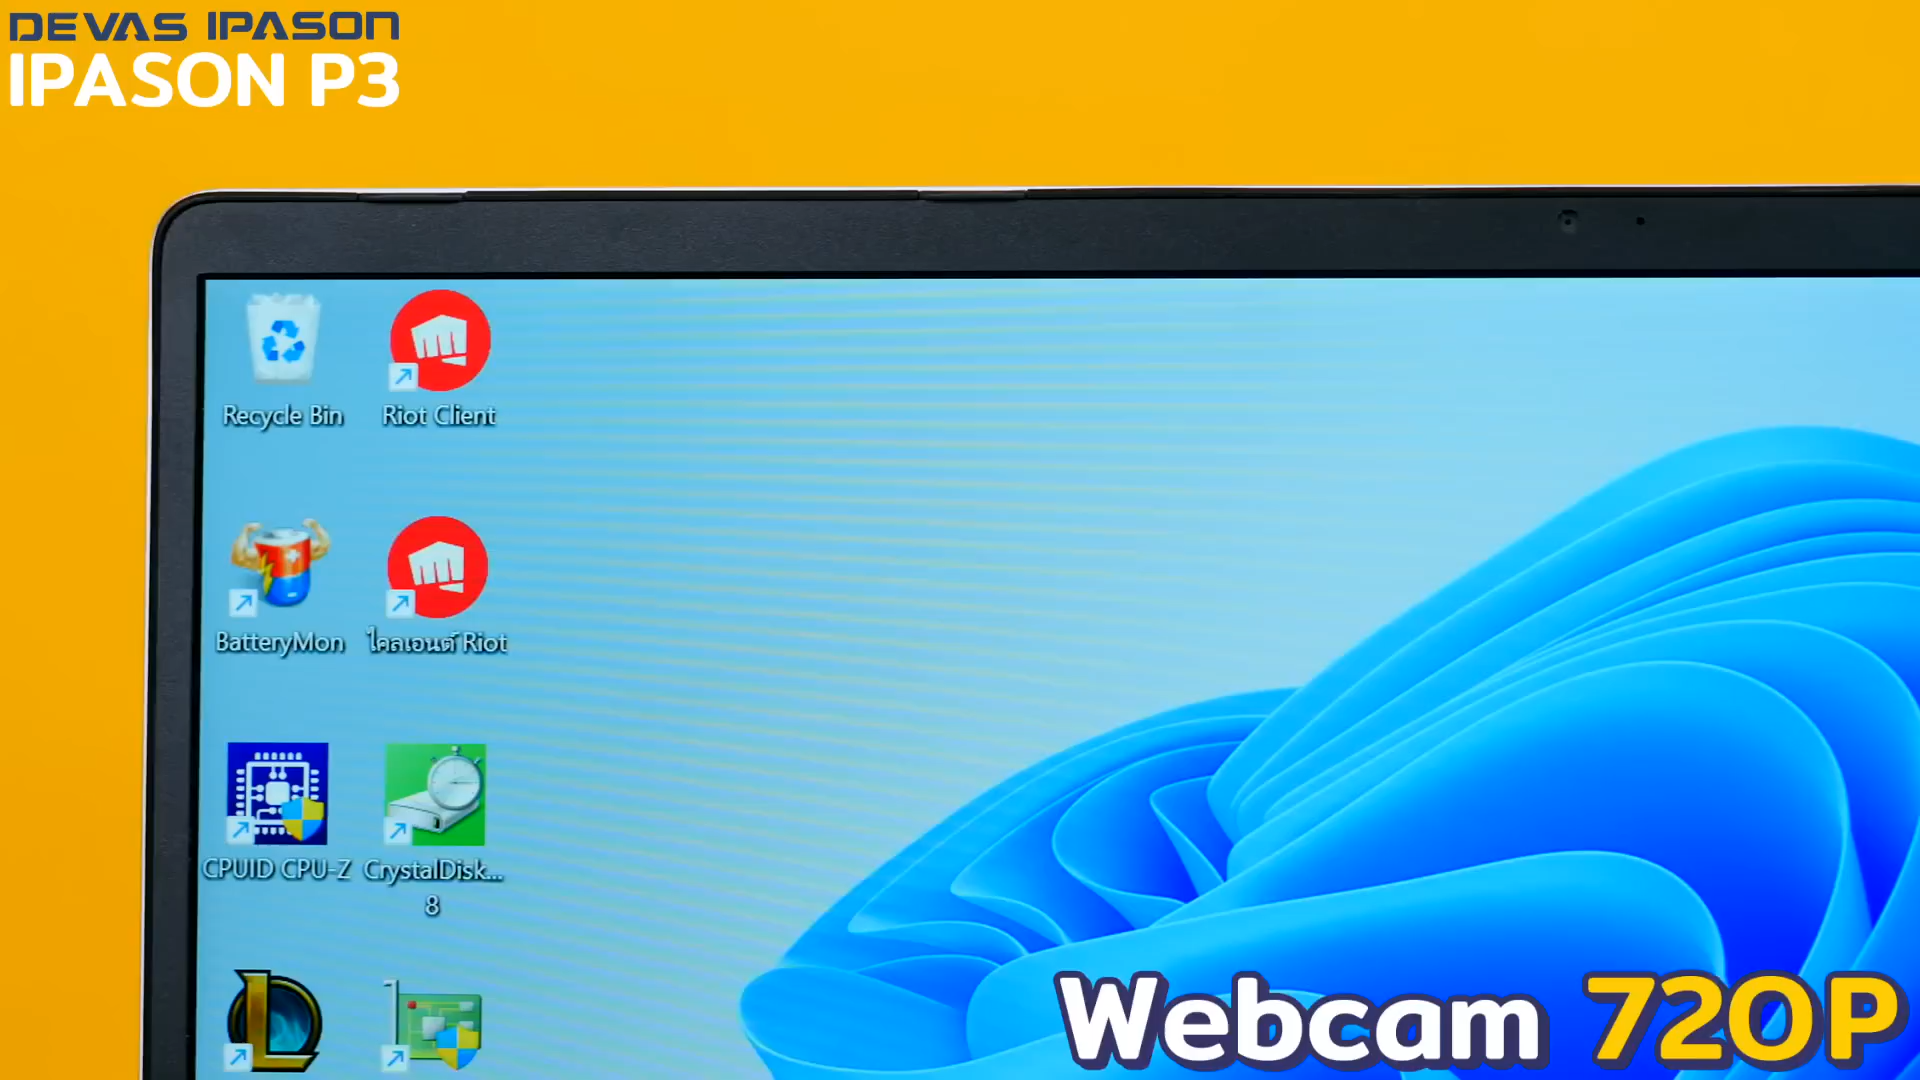 DEVAS IPASON
IPASON P3
Recycle Bin
Riot Client
BatteryMon
ไคลเอนต์ Riot
CPUID CPU-Z
CrystalDisk...
8
Webcam 720P